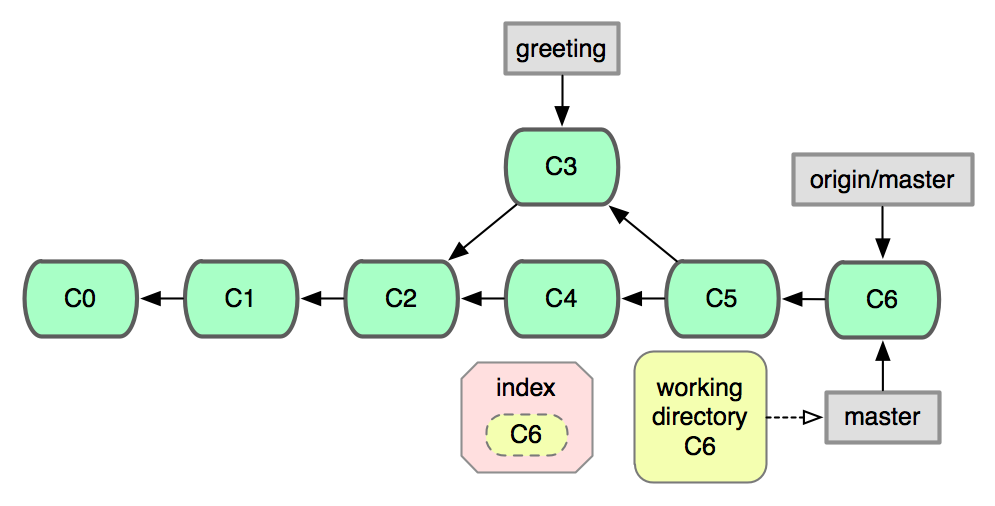 greeting
C3
origin/master
C0
C1
C2
C4
C5
C6
index
C6
working
directory
C6
master